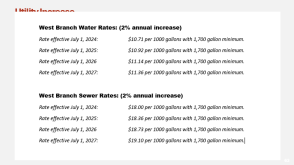 Utility Increase
West Branch Water Rates: (2% annual increase)
Rate effective July 1, 2024: $10.71 per 1000 gallons with 1,700 gallon minimum.
Rate effective July 1, 2025: $10.92 per 1000 gallons with 1,700 gallon minimum.
Rate effective July 1, 2026 $11.14 per 1000 gallons with 1,700 gallon minimum.
Rate effective July 1, 2027: $11.36 per 1000 gallons with 1,700 gallon minimum.
West Branch Sewer Rates: (2% annual increase)
Rate effective July 1, 2024: $18.00 per 1000 gallons with 1,700 gallon minimum.
Rate effective July 1, 2025: $18.36 per 1000 gallons with 1,700 gallon minimum.
Rate effective July 1, 2026 $18.73 per 1000 gallons with 1,700 gallon minimum.
Rate effective July 1, 2027: $19.10 per 1000 gallons with 1,700 gallon minimum.